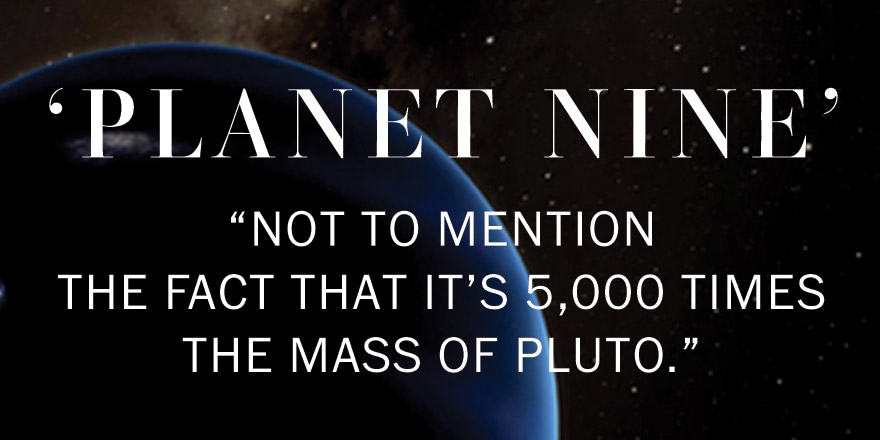 ‘PLANET NINE’
“NOT TO MENTION
THE FACT THAT IT’S 5,000 TIMES
THE MASS OF PLUTO.”